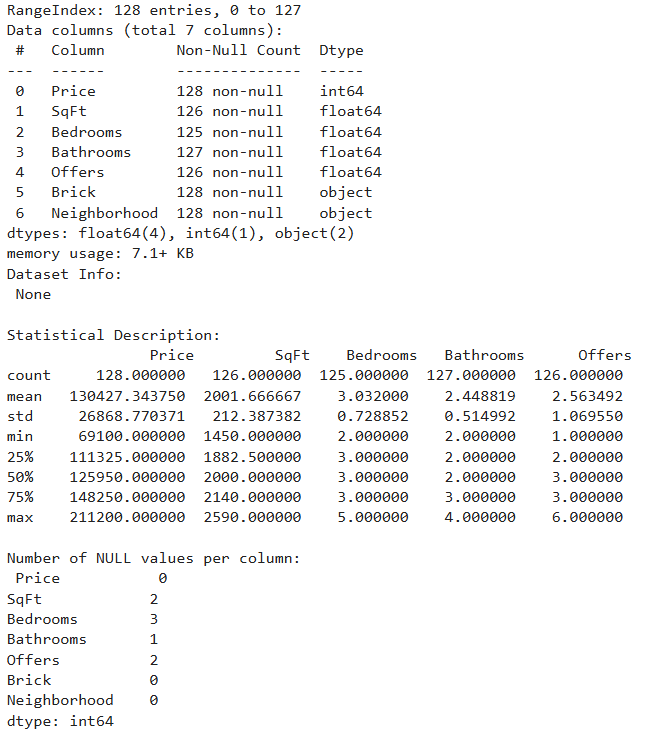 RangeIndex: 128 entries, 0 to 127
Data columns (total 7 columns):
 #   Column        Non-Null Count  Dtype
---  ------        --------------  -----
 0   Price         128 non-null    int64
 1   SqFt          126 non-null    float64
 2   Bedrooms      125 non-null    float64
 3   Bathrooms     127 non-null    float64
 4   Offers        126 non-null    float64
 5   Brick         128 non-null    object
 6   Neighborhood  128 non-null    object
dtypes: float64(4), int64(1), object(2)
memory usage: 7.1+ KB
Dataset Info:
 None

Statistical Description:
                Price         SqFt    Bedrooms   Bathrooms      Offers
count     128.000000   126.000000  125.000000  127.000000  126.000000
mean   130427.343750  2001.666667    3.032000    2.448819    2.563492
std     26868.770371   212.387382    0.728852    0.514992    1.069550
min     69100.000000  1450.000000    2.000000    2.000000    1.000000
25%    111325.000000  1882.500000    3.000000    2.000000    2.000000
50%    125950.000000  2000.000000    3.000000    2.000000    3.000000
75%    148250.000000  2140.000000    3.000000    3.000000    3.000000
max    211200.000000  2590.000000    5.000000    4.000000    6.000000

Number of NULL values per column:
 Price           0
SqFt            2
Bedrooms        3
Bathrooms       1
Offers          2
Brick           0
Neighborhood    0
dtype: int64